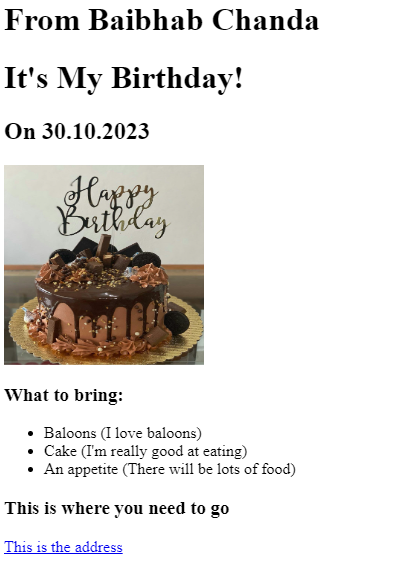 From Baibhab Chanda
It's My Birthday!
On 30.10.2023
Happy
Birthday
What to bring:
Baloons (I love baloons)
Cake (I'm really good at eating)
An appetite (There will be lots of food)
This is where you need to go
This is the address